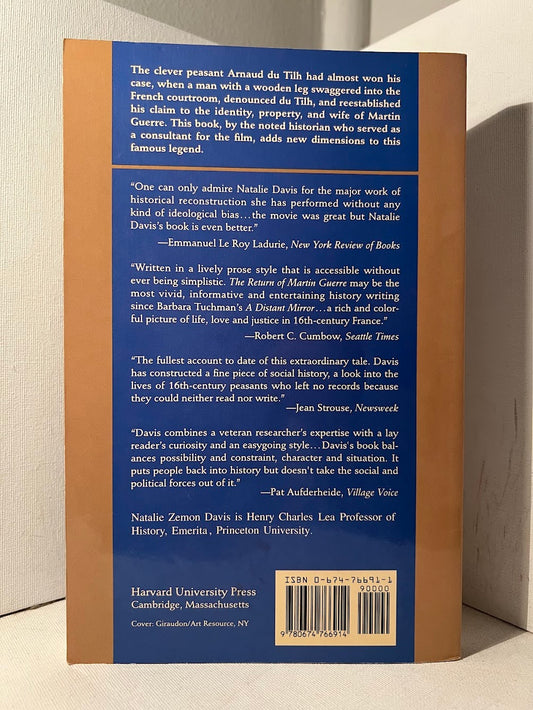 The clever peasant Arnaud du Tilh had almost won his
case, when a man with a wooden leg swaggered into the
French courtroom, denounced du Tilh, and reestablished
his claim to the identity, property, and wife of Martin
Guerre. This book, by the noted historian who served as
a consultant for the film, adds new dimensions to this
famous legend.
“One can only admire Natalie Davis for the major work of
historical reconstruction she has performed without any
kind of ideological bias...the movie was great but Natalie
Davis's book is even better.”
—Emmanuel Le Roy Ladurie, New York Review of Books
“Written in a lively prose style that is accessible without
ever being simplistic. The Return of Martin Guerre may be the
most vivid, informative and entertaining history writing
since Barbara Tuchman's A Distant Mirror...a rich and color-
ful picture of life, love and justice in 16th-century France.”
—Robert C. Cumbow, Seattle Times
“The fullest account to date of this extraordinary tale. Davis
has constructed a fine piece of social history, a look into the
lives of 16th-century peasants who left no records because
they could neither read nor write.”
—Jean Strouse, Newsweek
“Davis combines a veteran researcher's expertise with a lay
reader's curiosity and an easygoing style...Davis's book bal-
ances possibility and constraint, character and situation. It
puts people back into history but doesn't take the social and
political forces out of it.”
—Pat Aufderheide, Village Voice
Natalie Zemon Davis is Henry Charles Lea Professor of
History, Emerita, Princeton University.
Harvard University Press
Cambridge, Massachusetts
Cover: Giraudon/Art Resource, NY
ISBN 0-674-76691-1
90000
9 780674 766914